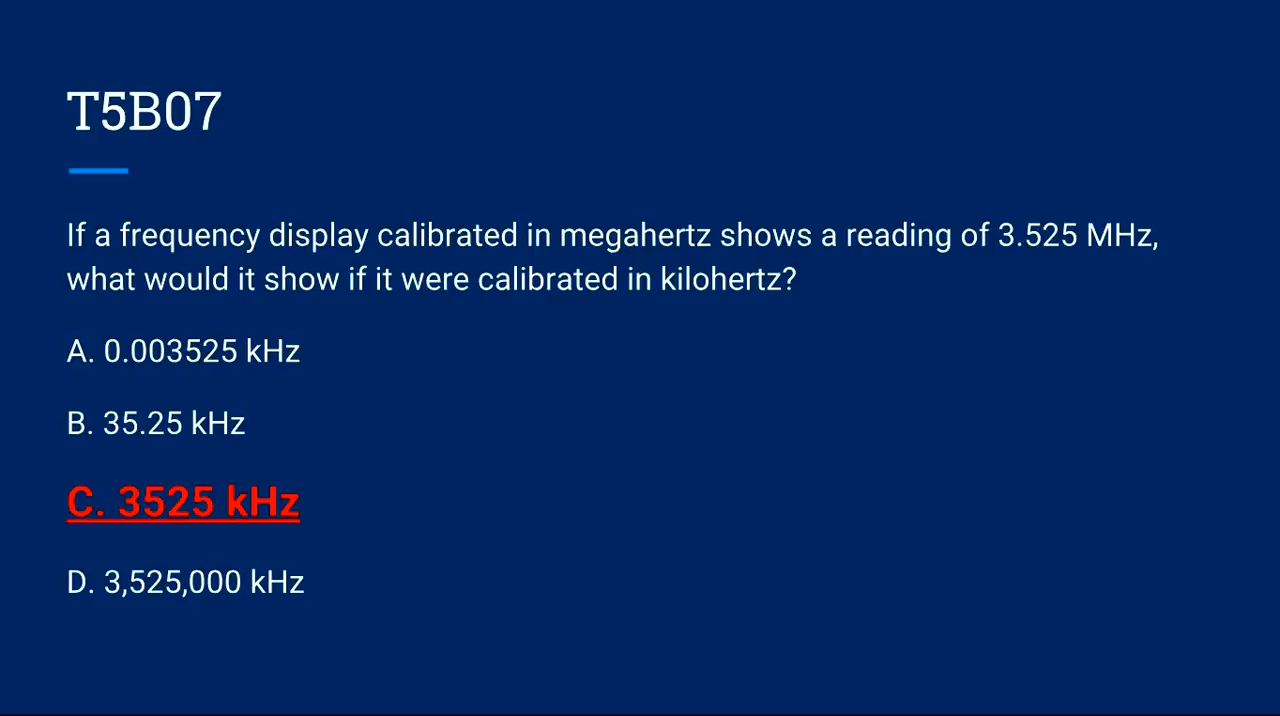 T5B07
If a frequency display calibrated in megahertz shows a reading of 3.525 MHz,
what would it show if it were calibrated in kilohertz?
A. 0.003525 kHz
B. 35.25 kHz
C. 3525 kHz
D. 3,525,000 kHz